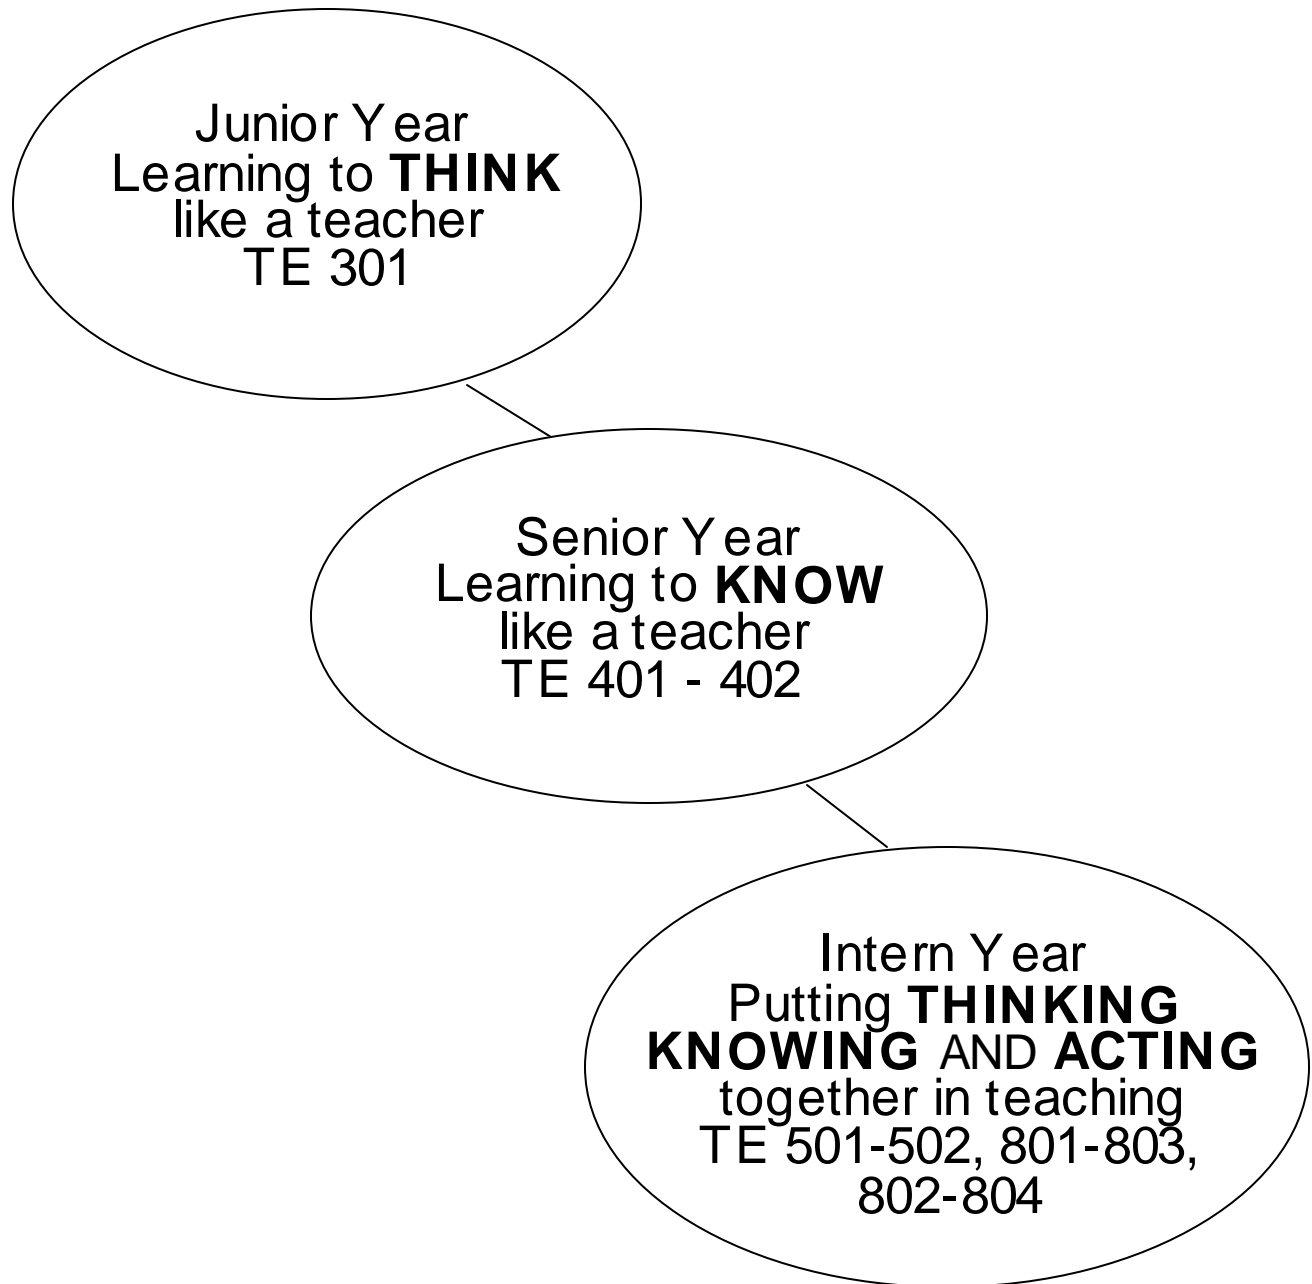 Junior Year
Learning to THINK
like a teacher
TE 301
Senior Year
Learning to KNOW
like a teacher
TE 401 - 402
Intern Year
Putting THINKING
KNOWING AND ACTING
together in teaching
TE 501-502, 801-803,
802-804